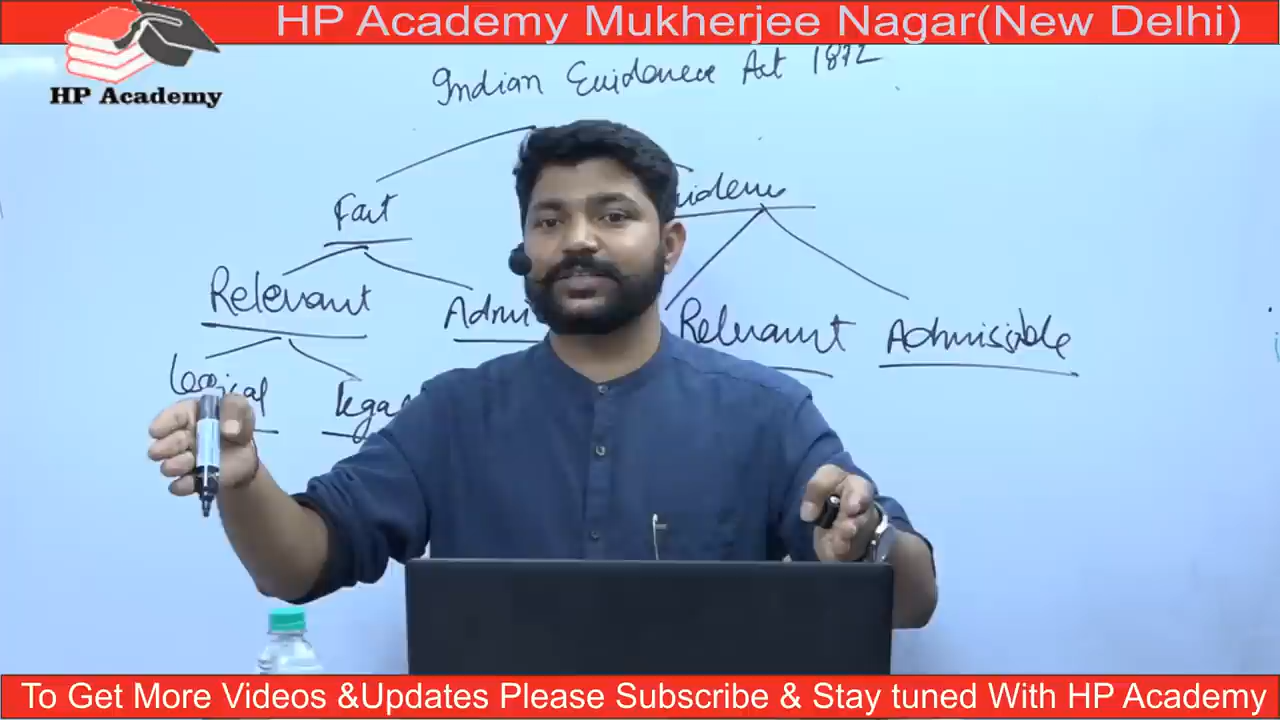 HP Academy Mukherjee Nagar(New Delhi)
HP Academy
Indian Evidence Act 1872
Fact
Relevant
Relevant
Admissible
logical
To Get More Videos &Updates Please Subscribe & Stay tuned With HP Academy